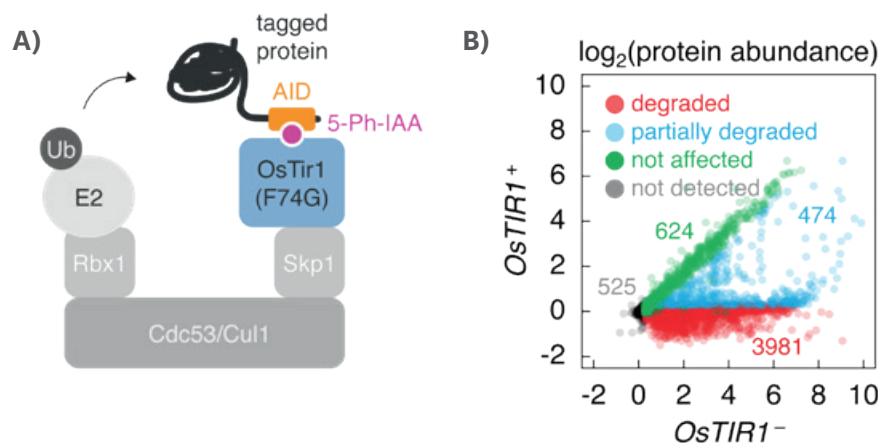 A)
tagged
protein
AID
5-Ph-IAA
Ub
E2
OsTir1
(F74G)
Rbx1
Skp1
Cdc53/Cul1
B)
log₂(protein abundance)
10
8
6
4
2
0
-2
OsTIR1⁺
degraded
partially degraded
not affected
not detected
474
624
525
3981
-2 0 2 4 6 8 10
OsTIR1⁻